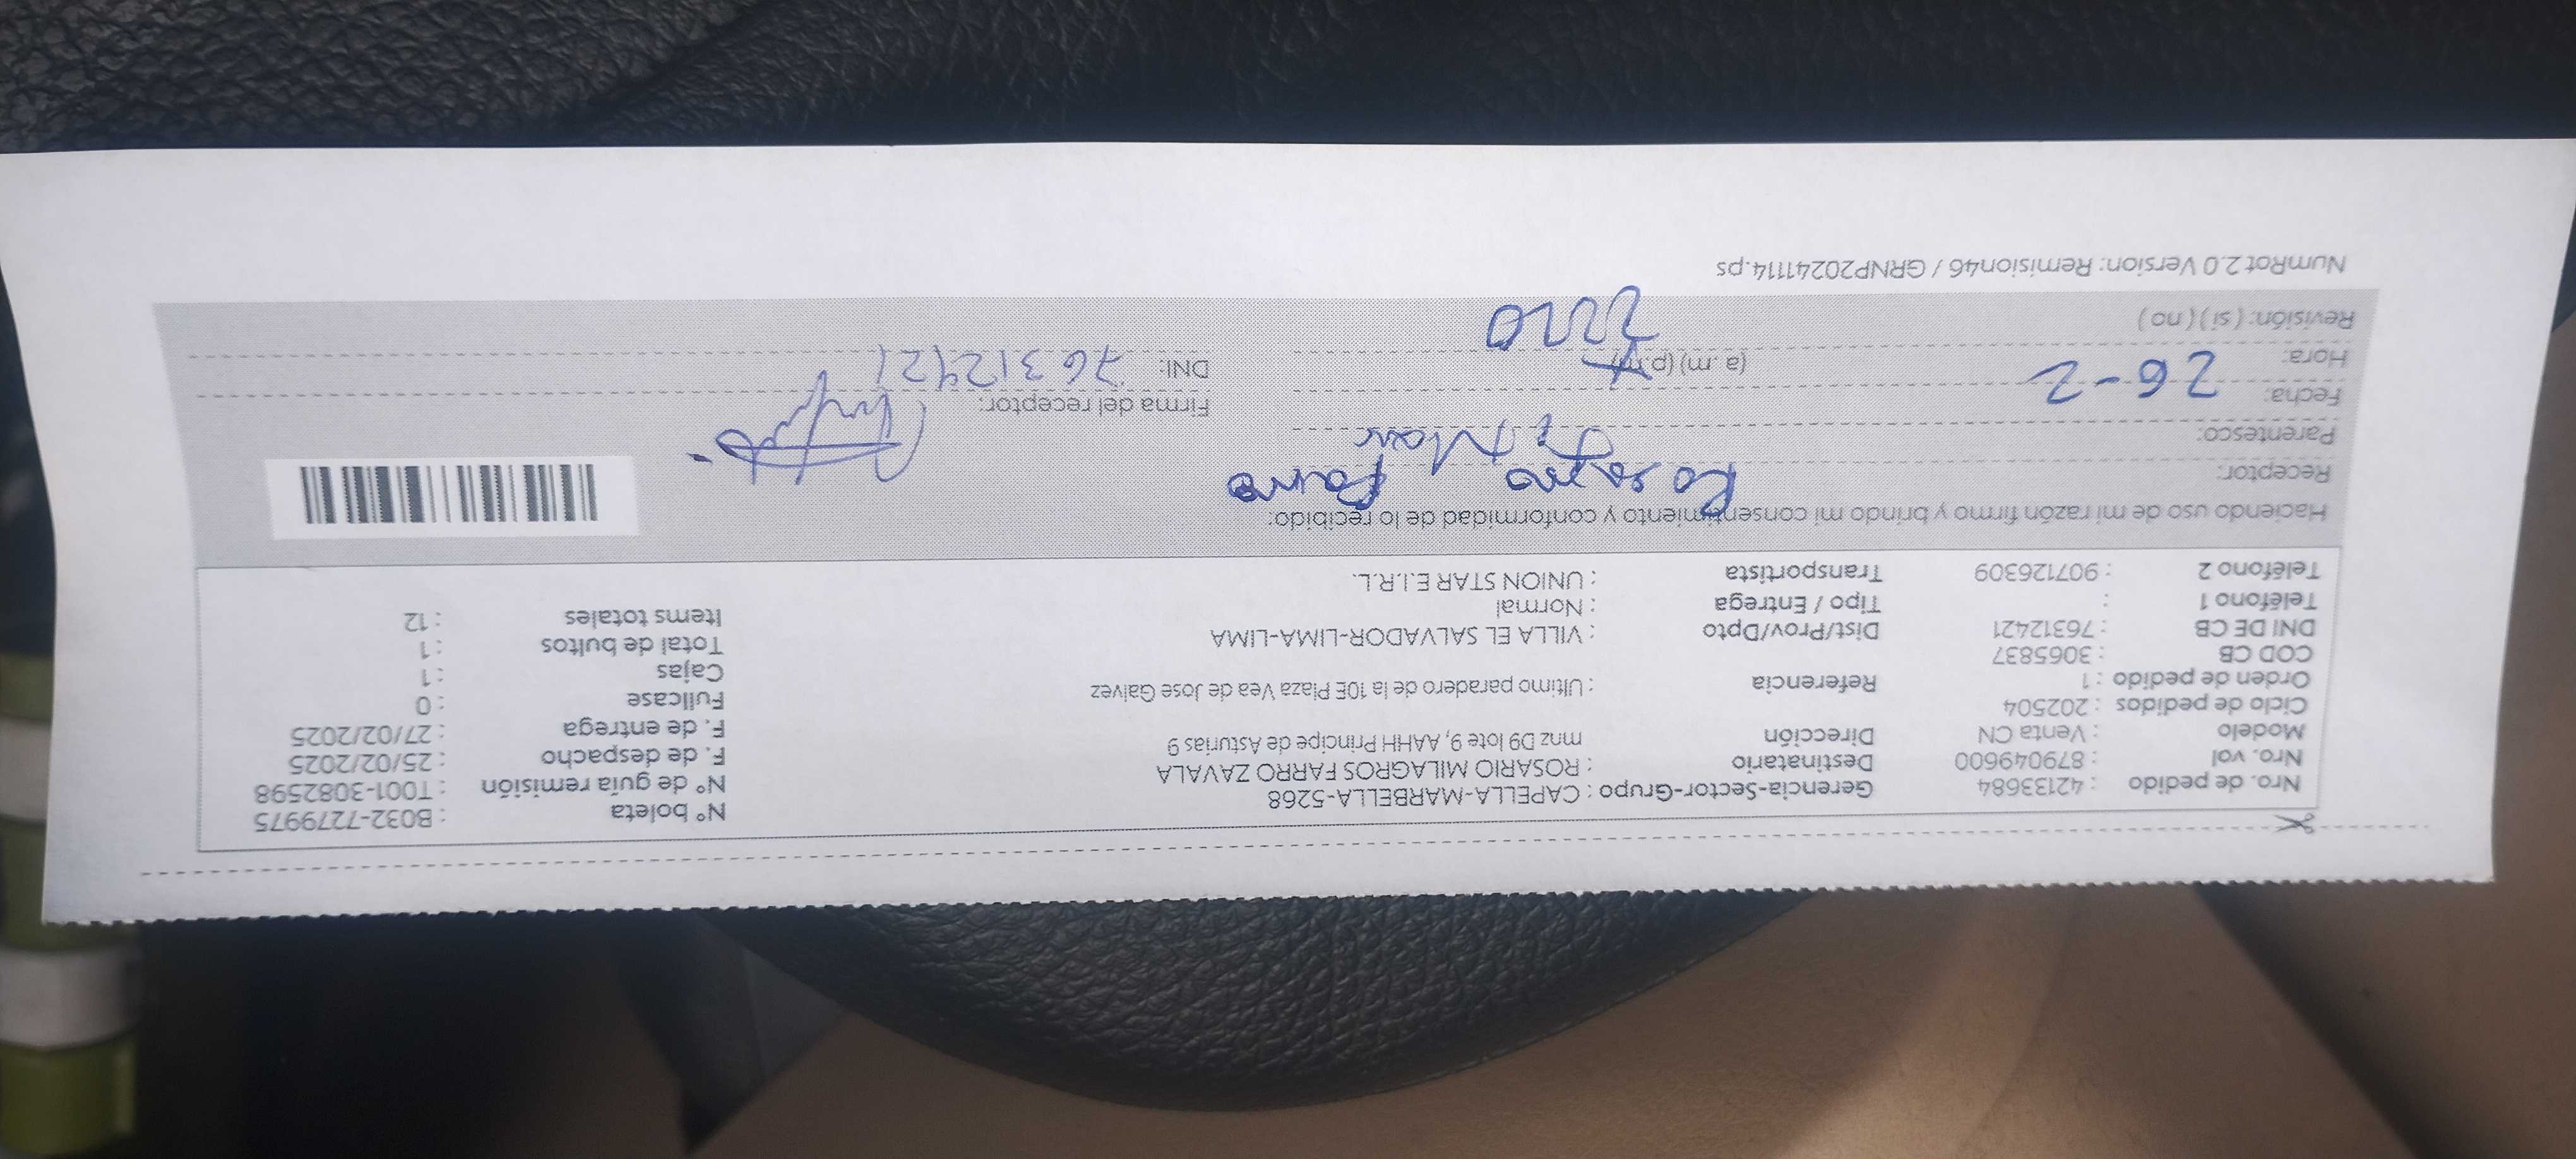 Nro. de pedido : 42133684 Gerencia-Sector-Grupo : CAPELLA-MARBELLA-5268 N° boleta : B032-7279975
Nro. vol : 879049600 Destinatario : ROSARIO MILAGROS FARRO ZAVALA N° de guía remisión : T001-3082598
Modelo : Venta CN Dirección mnz D9 lote 9, AAHH Principe de Asturias 9 F. de despacho : 25/02/2025
Ciclo de pedidos : 202504 F. de entrega : 27/02/2025
Orden de pedido : 1 Referencia : Ultimo paradero de la 10E Plaza Vea de Jose Galvez Fullcase : 0
COD CB : 3065837 Cajas : 1
DNI DE CB : 76312421 Dist/Prov/Dpto : VILLA EL SALVADOR-LIMA-LIMA Total de bultos : 1
Teléfono 1 : Tipo / Entrega : Normal Items totales : 12
Teléfono 2 : 907126309 Transportista : UNION STAR E.I.R.L.
Haciendo uso de mi razón firmo y brindo mi consentimiento y conformidad de lo recibido:
Receptor: Farro
Parentesco:
Fecha: 26-2 Firma del receptor:
Hora: (a. m) (p. m) DNI: 76312421
Revisión: ( si ) ( no ) 2220
NumRot 2.0 Version: Remision46 / GRNP20241114.ps